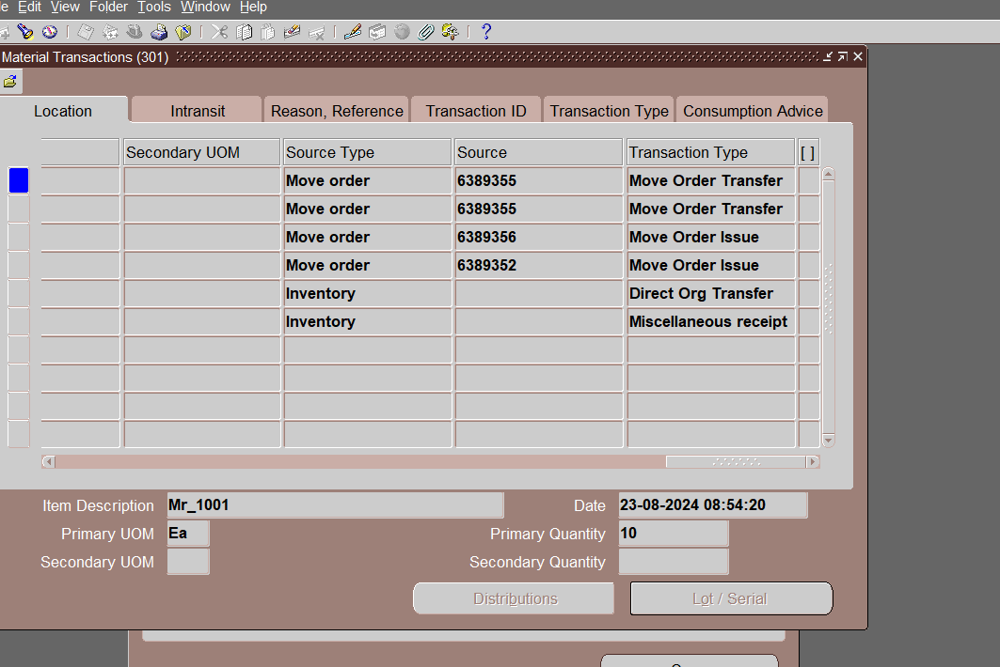 Edit View Folder Tools Window Help
?
Material Transactions (301)
Location Intransit Reason, Reference Transaction ID Transaction Type Consumption Advice
Secondary UOM Source Type Source Transaction Type [ ]
Move order 6389355 Move Order Transfer
Move order 6389355 Move Order Transfer
Move order 6389356 Move Order Issue
Move order 6389352 Move Order Issue
Inventory Direct Org Transfer
Inventory Miscellaneous receipt
Item Description Mr_1001 Date 23-08-2024 08:54:20
Primary UOM Ea Primary Quantity 10
Secondary UOM Secondary Quantity
Distributions Lot / Serial